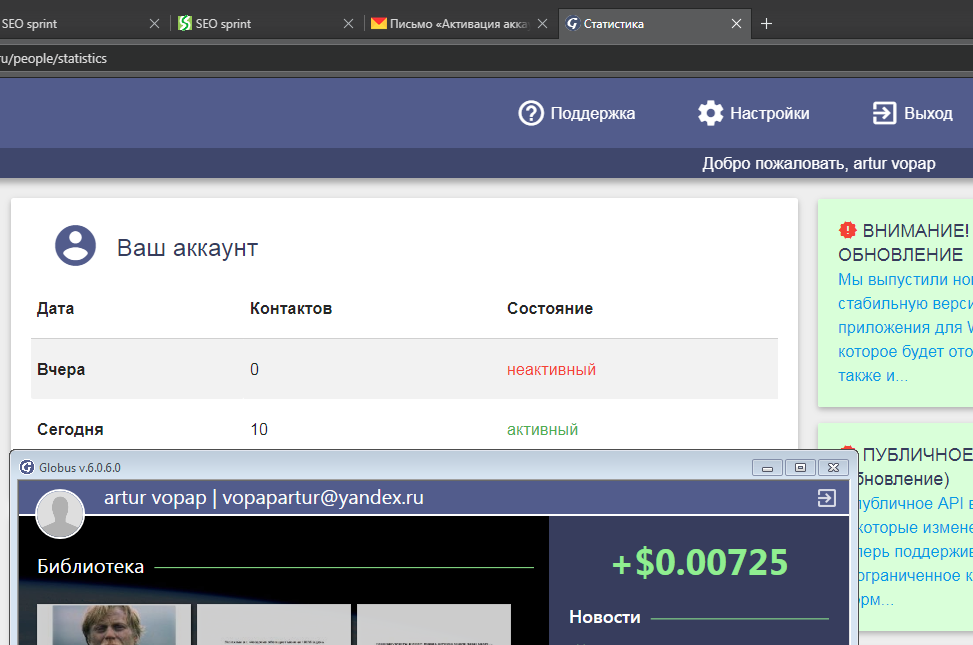 SEO sprint
SEO sprint
Письмо «Активация акка
Статистика
u/people/statistics
Поддержка
Настройки
Выход
Добро пожаловать, artur vopap
Ваш аккаунт
Дата Контактов Состояние
Вчера 0 неактивный
Сегодня 10 активный
ВНИМАНИЕ!
ОБНОВЛЕНИЕ
Мы выпустили но
стабильную верси
приложения для W
которое будет ото
также и...
ПУБЛИЧНОЕ
бновление)
публичное API в
которые измене
перь поддержив
ограниченное к
орм...
Globus v.6.0.6.0
artur vopap | vopapartur@yandex.ru
Библиотека
+$0.00725
Новости